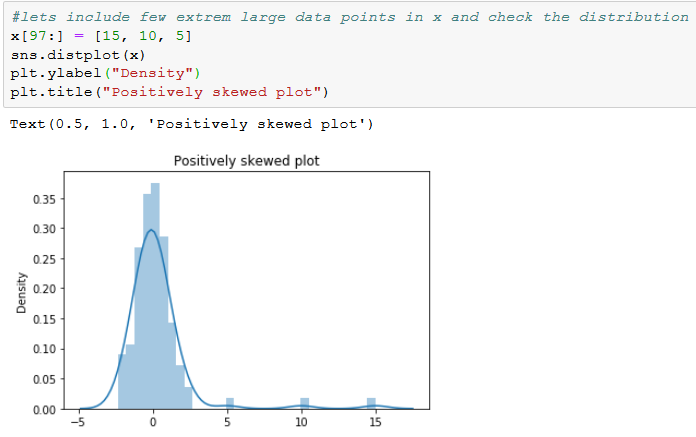 #lets include few extrem large data points in x and check the distribution
x[97:] = [15, 10, 5]
sns.distplot(x)
plt.ylabel("Density")
plt.title("Positively skewed plot")
Text(0.5, 1.0, 'Positively skewed plot')
Positively skewed plot
0.35
0.30
0.25
0.20
0.15
0.10
0.05
0.00
Density
−5
0
5
10
15